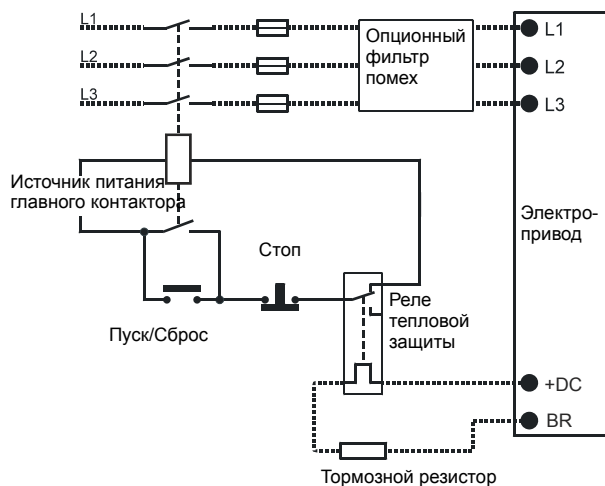 L1
L2
L3
Опционный
фильтр
помех
L1
L2
L3
Источник питания
главного контактора
Электро-
привод
Стоп
Пуск/Сброс
Реле
тепловой
защиты
+DC
BR
Тормозной резистор